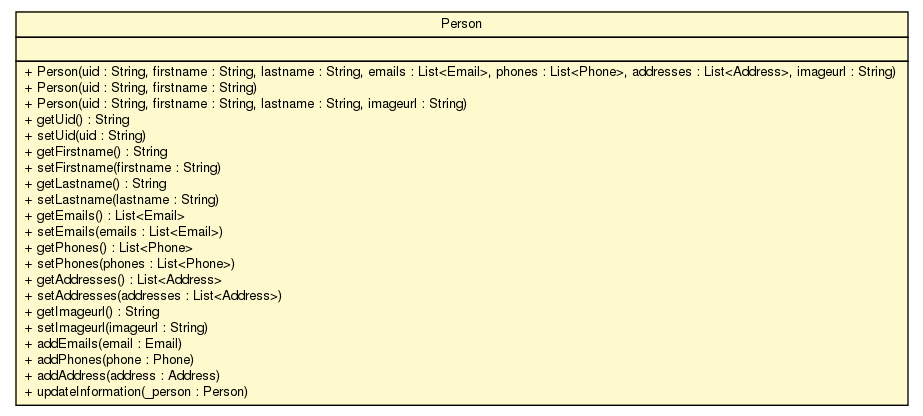 Person
+ Person(uid : String, firstname : String, lastname : String, emails : List<Email>, phones : List<Phone>, addresses : List<Address>, imageurl : String)
+ Person(uid : String, firstname : String)
+ Person(uid : String, firstname : String, lastname : String, imageurl : String)
+ getUid() : String
+ setUid(uid : String)
+ getFirstname() : String
+ setFirstname(firstname : String)
+ getLastname() : String
+ setLastname(lastname : String)
+ getEmails() : List<Email>
+ setEmails(emails : List<Email>)
+ getPhones() : List<Phone>
+ setPhones(phones : List<Phone>)
+ getAddresses() : List<Address>
+ setAddresses(addresses : List<Address>)
+ getImageurl() : String
+ setImageurl(imageurl : String)
+ addEmails(email : Email)
+ addPhones(phone : Phone)
+ addAddress(address : Address)
+ updateInformation(_person : Person)